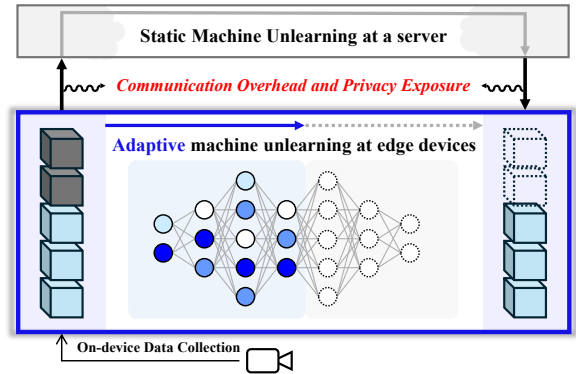 Static Machine Unlearning at a server
Communication Overhead and Privacy Exposure
Adaptive machine unlearning at edge devices
On-device Data Collection